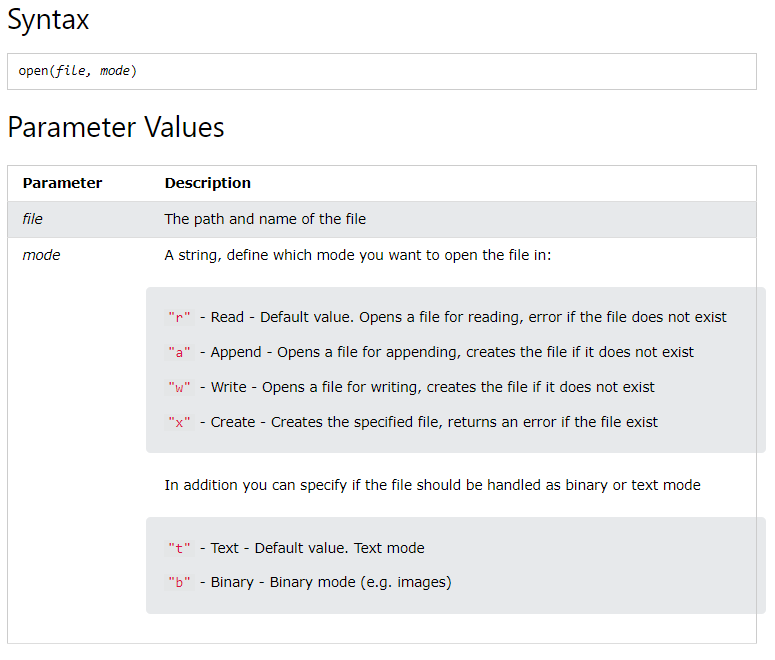 Syntax
open(file, mode)
Parameter Values
Parameter Description
file The path and name of the file
mode A string, define which mode you want to open the file in:
"r" - Read - Default value. Opens a file for reading, error if the file does not exist
"a" - Append - Opens a file for appending, creates the file if it does not exist
"w" - Write - Opens a file for writing, creates the file if it does not exist
"x" - Create - Creates the specified file, returns an error if the file exist
In addition you can specify if the file should be handled as binary or text mode
"t" - Text - Default value. Text mode
"b" - Binary - Binary mode (e.g. images)